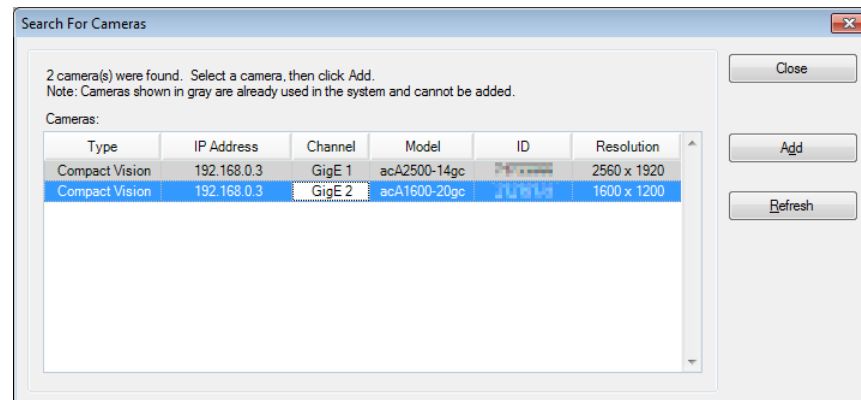 Search For Cameras
2 camera(s) were found. Select a camera, then click Add.
Note: Cameras shown in gray are already used in the system and cannot be added.
Cameras:
Type IP Address Channel Model ID Resolution
Compact Vision 192.168.0.3 GigE 1 acA2500-14gc 2560 x 1920
Compact Vision 192.168.0.3 GigE 2 acA1600-20gc 1600 x 1200
Close
Add
Refresh